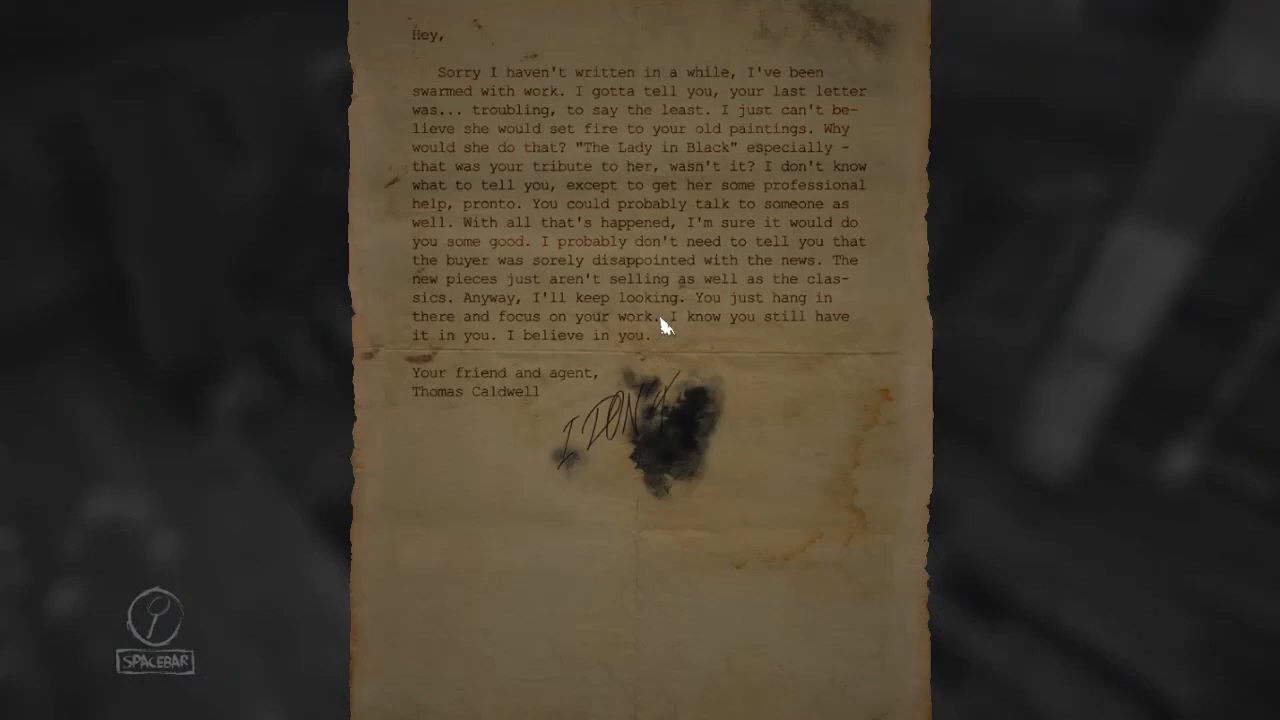 Hey,
Sorry I haven't written in a while, I've been
swarmed with work. I gotta tell you, your last letter
was... troubling, to say the least. I just can't be-
lieve she would set fire to your old paintings. Why
would she do that? "The Lady in Black" especially -
that was your tribute to her, wasn't it? I don't know
what to tell you, except to get her some professional
help, pronto. You could probably talk to someone as
well. With all that's happened, I'm sure it would do
you some good. I probably don't need to tell you that
the buyer was sorely disappointed with the news. The
new pieces just aren't selling as well as the clas-
sics. Anyway, I'll keep looking. You just hang in
there and focus on your work. I know you still have
it in you. I believe in you.
Your friend and agent,
Thomas Caldwell
I DON'T
SPACEBAR